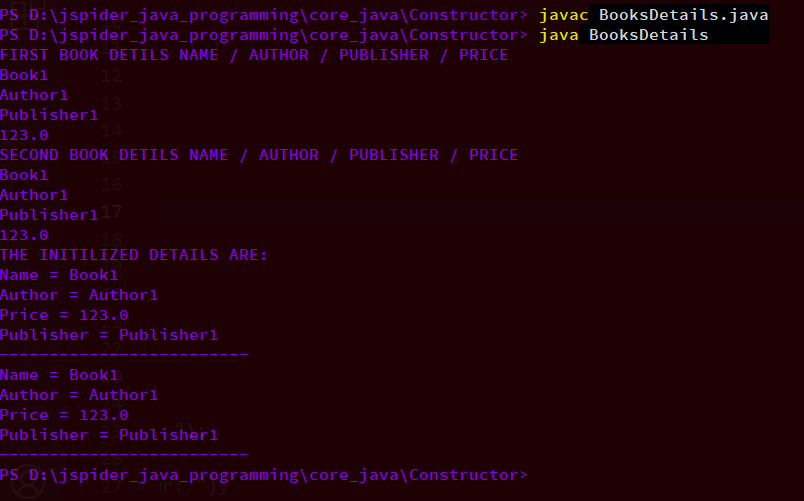 PS D:\jspider_java_programming\core_java\Constructor> javac BooksDetails.java
PS D:\jspider_java_programming\core_java\Constructor> java BooksDetails
FIRST BOOK DETILS NAME / AUTHOR / PUBLISHER / PRICE
Book1
Author1
Publisher1
123.0
SECOND BOOK DETILS NAME / AUTHOR / PUBLISHER / PRICE
Book1
Author1
Publisher1
123.0
THE INITILIZED DETAILS ARE:
Name = Book1
Author = Author1
Price = 123.0
Publisher = Publisher1
-------------------------
Name = Book1
Author = Author1
Price = 123.0
Publisher = Publisher1
-------------------------
PS D:\jspider_java_programming\core_java\Constructor>